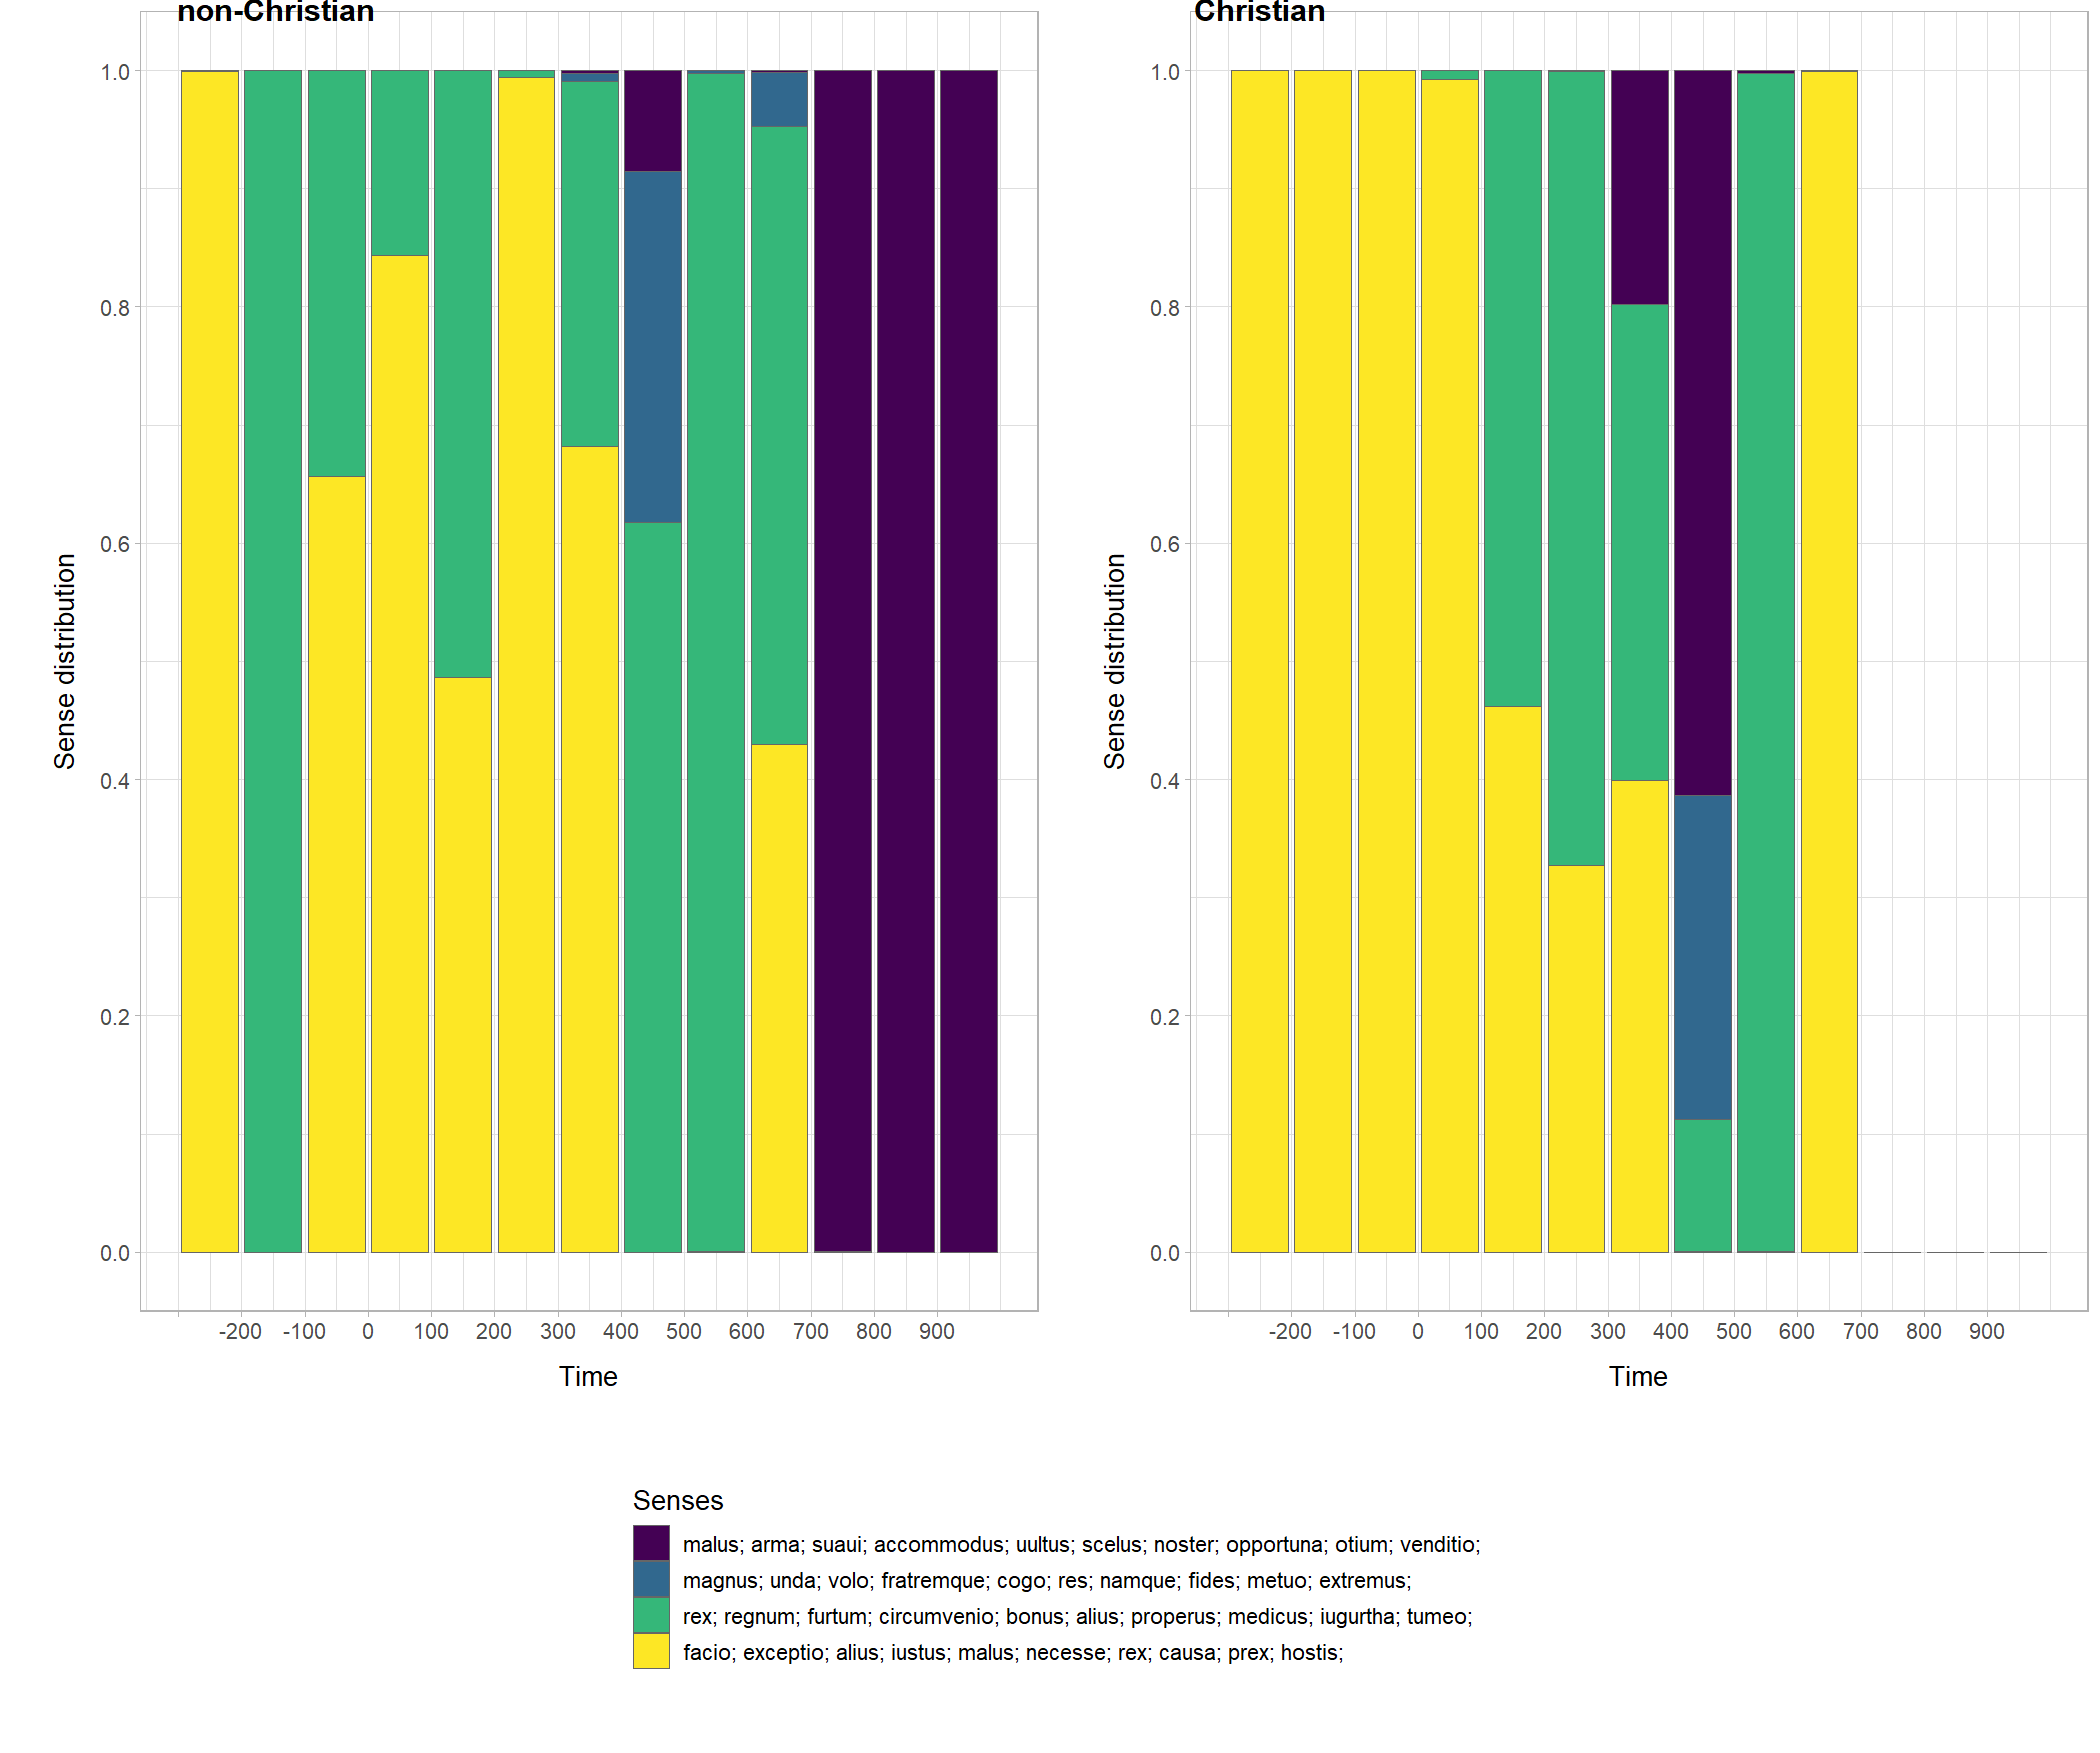 non-Christian
Christian
1.0
0.8
0.6
0.4
0.2
0.0
Sense distribution
-200 -100 0 100 200 300 400 500 600 700 800 900
Time
1.0
0.8
0.6
0.4
0.2
0.0
Sense distribution
-200 -100 0 100 200 300 400 500 600 700 800 900
Time
Senses
malus; arma; suaui; accommodus; uultus; scelus; noster; opportuna; otium; venditio;
magnus; unda; volo; fratremque; cogo; res; namque; fides; metuo; extremus;
rex; regnum; furtum; circumvenio; bonus; alius; properus; medicus; iugurtha; tumeo;
facio; exceptio; alius; iustus; malus; necesse; rex; causa; prex; hostis;